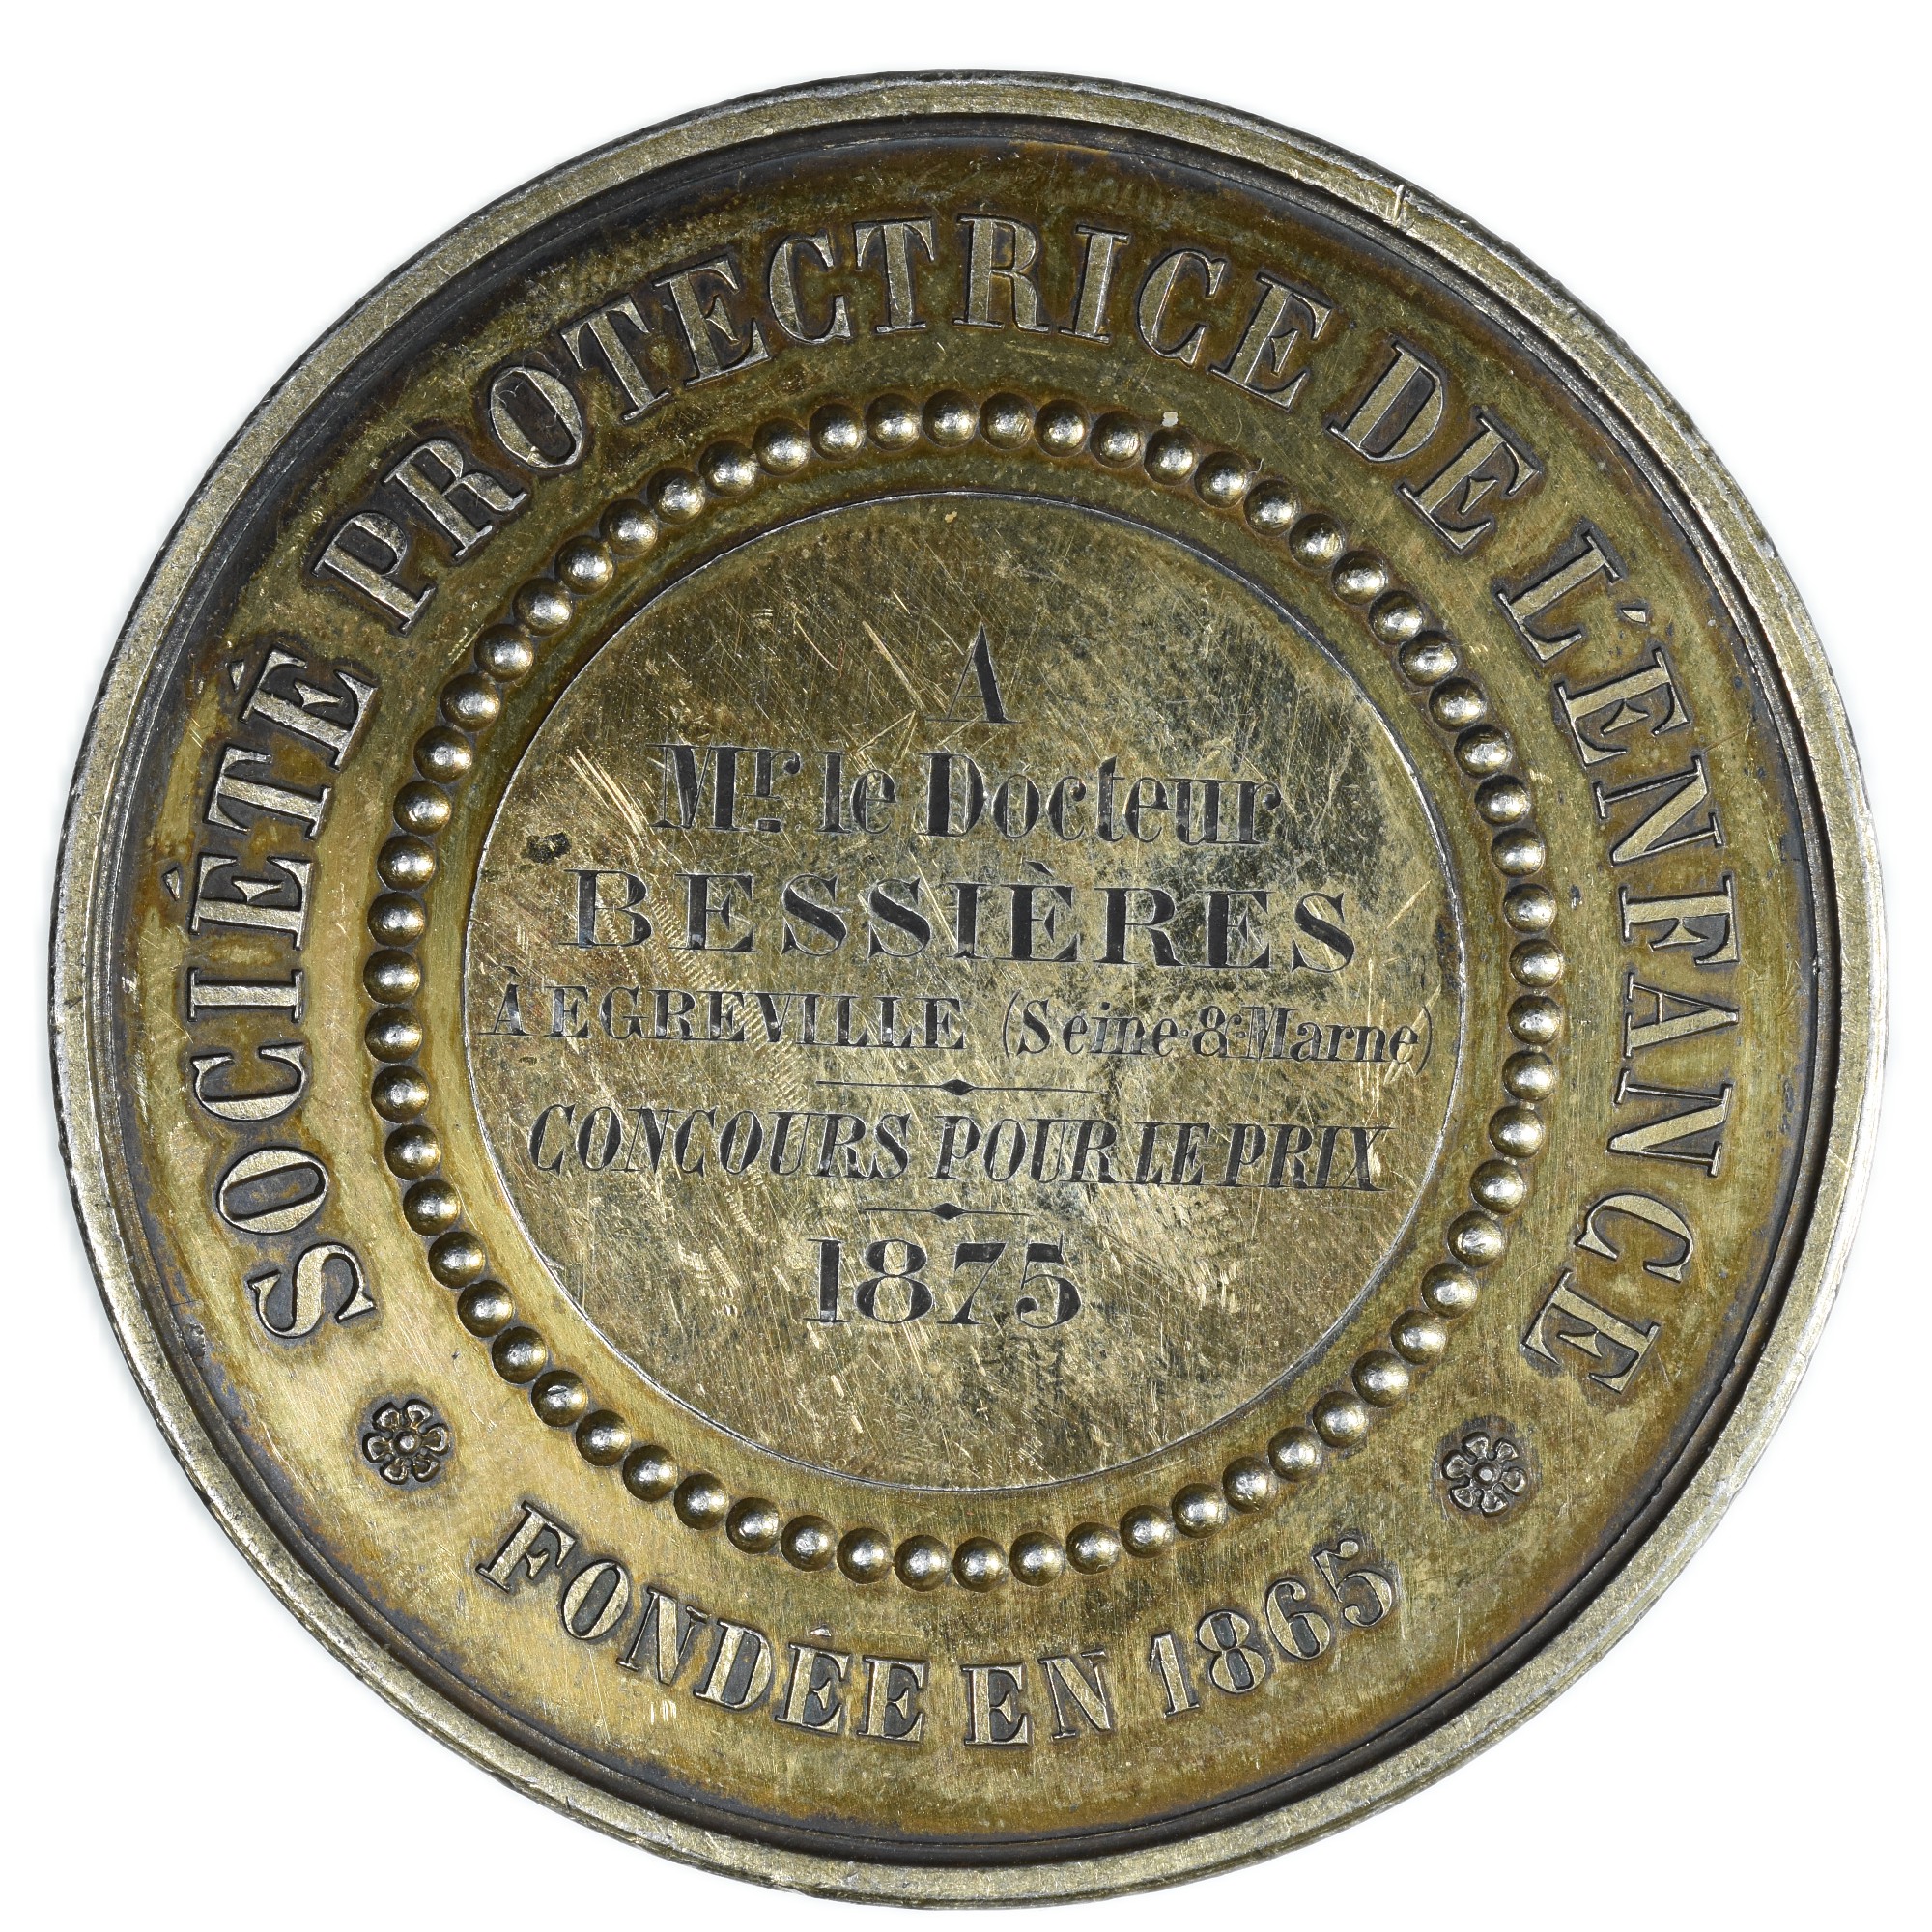 SOCIÉTÉ PROTECTRICE DE L'ENFANCE
A
Mr. le Docteur
BESSIÈRES
À EGREVILLE (Seine & Marne)
CONCOURS POUR LE PRIX
1875
FONDÉE EN 1865